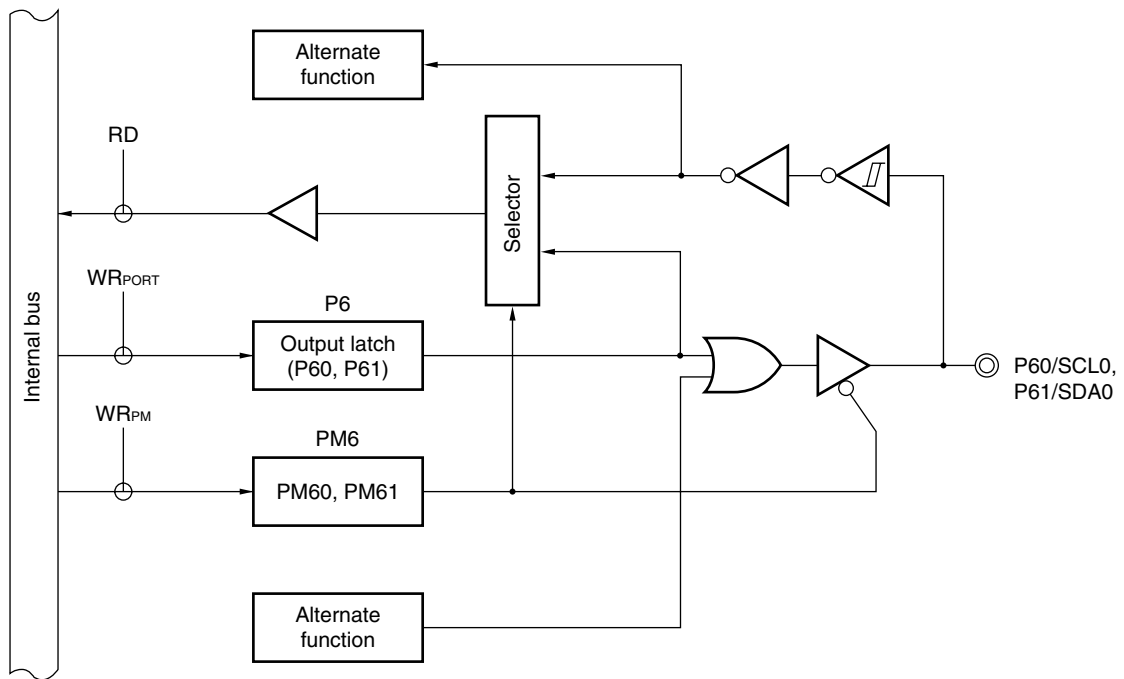 Alternate
function
RD
Selector
WRPORT
P6
Output latch
(P60, P61)
Internal bus
P60/SCL0,
P61/SDA0
WRPM
PM6
PM60, PM61
Alternate
function